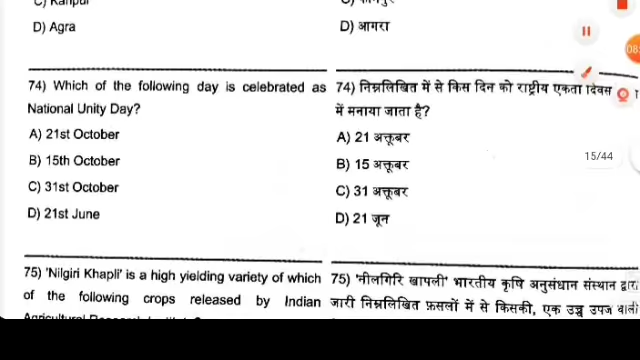 C) Kanpur
D) Agra
D) आगरा
74) Which of the following day is celebrated as
National Unity Day?
A) 21st October
B) 15th October
C) 31st October
D) 21st June
74) निम्नलिखित में से किस दिन को राष्ट्रीय एकता दिवस
में मनाया जाता है?
A) 21 अक्तूबर
B) 15 अक्तूबर
C) 31 अक्तूबर
D) 21 जून
15/44
75) 'Nilgiri Khapli' is a high yielding variety of which
of the following crops released by Indian
75) 'नीलगिरि खापली' भारतीय कृषि अनुसंधान संस्थान द्वारा
जारी निम्नलिखित फ़सलों में से किसकी, एक उच्च उपज वाली